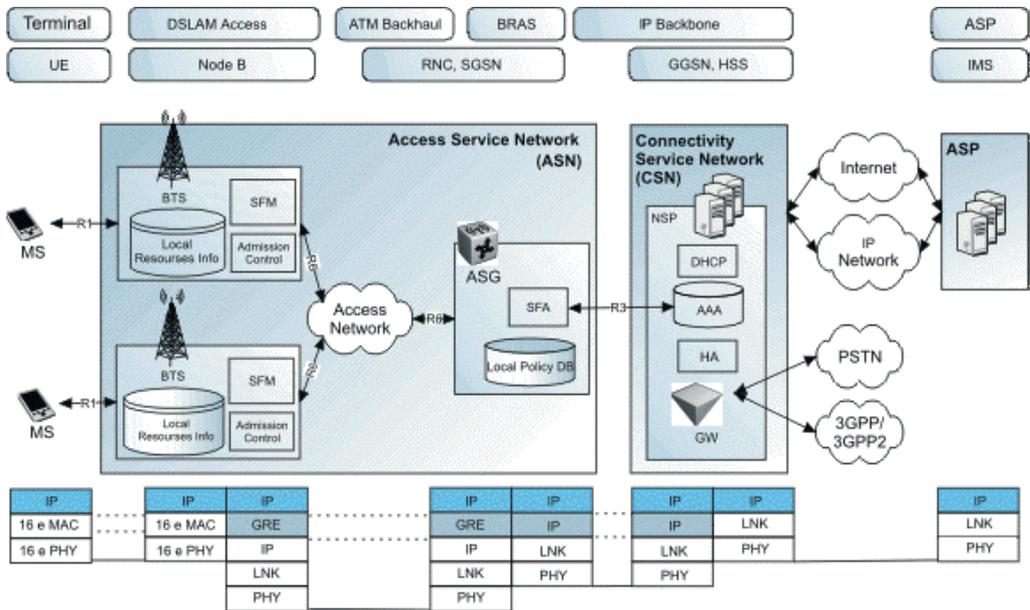 Terminal DSLAM Access ATM Backhaul BRAS IP Backbone ASP
UE Node B RNC, SGSN GGSN, HSS IMS
Access Service Network
(ASN)
Connectivity
Service Network
(CSN)
ASP
Internet
IP
Network
BTS
SFM
Local
Resourses Info
Admission
Control
MS
R1
R6
NSP
DHCP
AAA
HA
GW
ASG
SFA
Local Policy DB
Access
Network
R6
R3
R6
BTS
SFM
Local
Resourses Info
Admission
Control
MS
R1
PSTN
3GPP/
3GPP2
IP IP IP IP IP IP IP IP
16 e MAC 16 e MAC GRE GRE IP IP LNK LNK
16 e PHY 16 e PHY IP IP LNK LNK PHY PHY
LNK LNK PHY PHY
PHY PHY